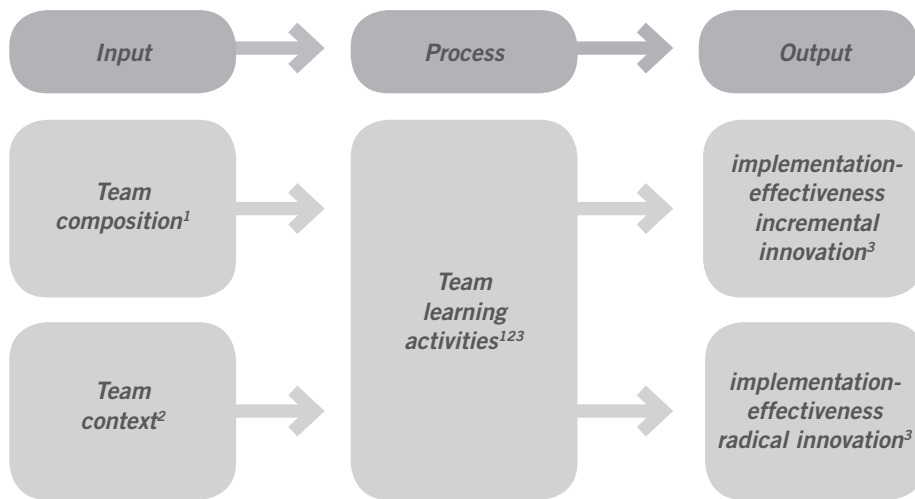 Input
Process
Output
Team
composition¹
Team
context²
Team
learning
activities¹²³
implementation-
effectiveness
incremental
innovation³
implementation-
effectiveness
radical innovation³